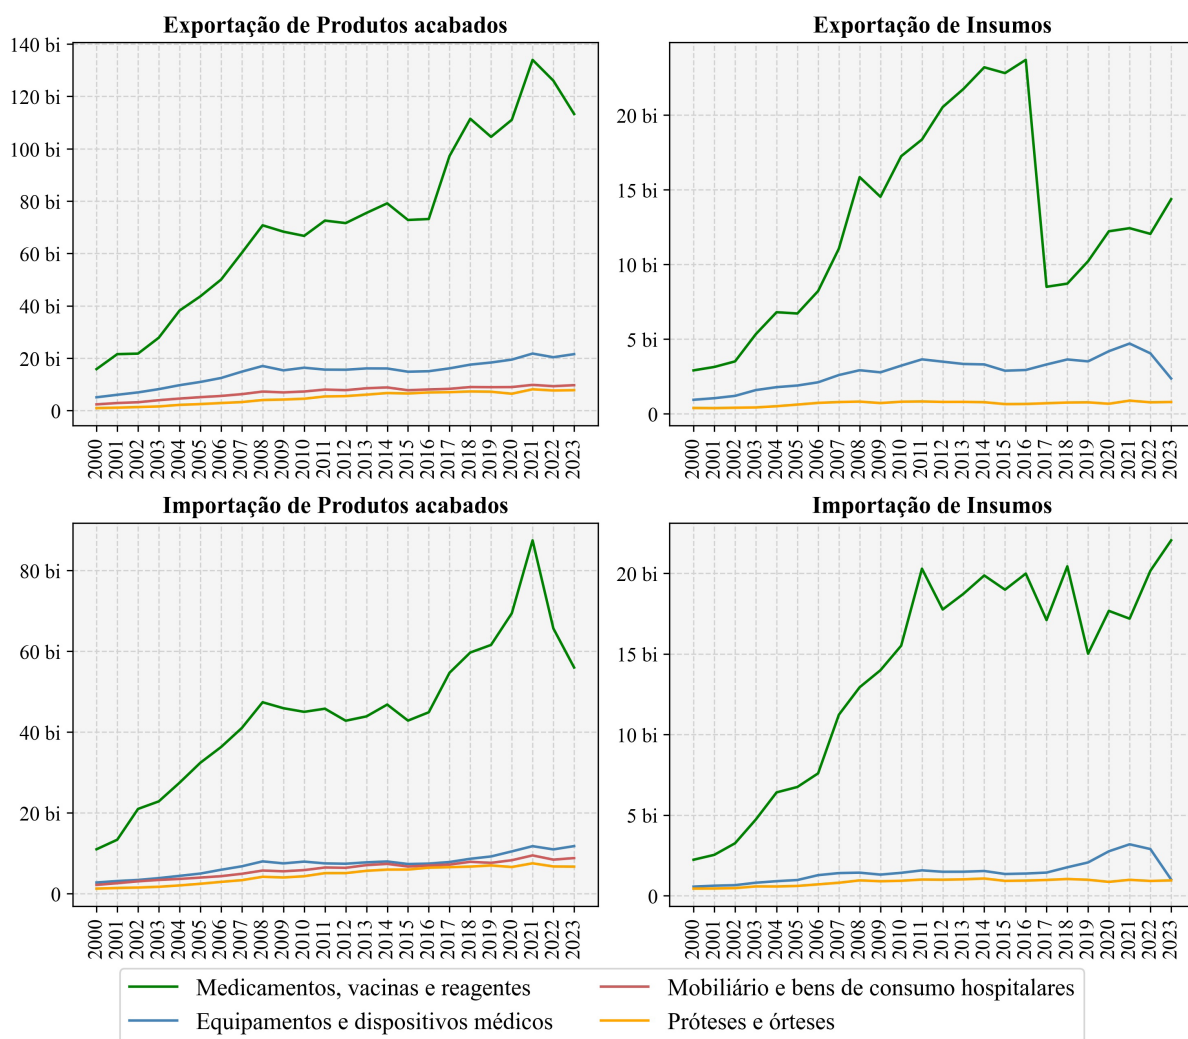 Exportação de Produtos acabados
140 bi
120 bi
100 bi
80 bi
60 bi
40 bi
20 bi
0
2000 2001 2002 2003 2004 2005 2006 2007 2008 2009 2010 2011 2012 2013 2014 2015 2016 2017 2018 2019 2020 2021 2022 2023
Exportação de Insumos
20 bi
15 bi
10 bi
5 bi
0
2000 2001 2002 2003 2004 2005 2006 2007 2008 2009 2010 2011 2012 2013 2014 2015 2016 2017 2018 2019 2020 2021 2022 2023
Importação de Produtos acabados
80 bi
60 bi
40 bi
20 bi
0
2000 2001 2002 2003 2004 2005 2006 2007 2008 2009 2010 2011 2012 2013 2014 2015 2016 2017 2018 2019 2020 2021 2022 2023
Importação de Insumos
20 bi
15 bi
10 bi
5 bi
0
2000 2001 2002 2003 2004 2005 2006 2007 2008 2009 2010 2011 2012 2013 2014 2015 2016 2017 2018 2019 2020 2021 2022 2023
Medicamentos, vacinas e reagentes
Equipamentos e dispositivos médicos
Mobiliário e bens de consumo hospitalares
Próteses e órteses